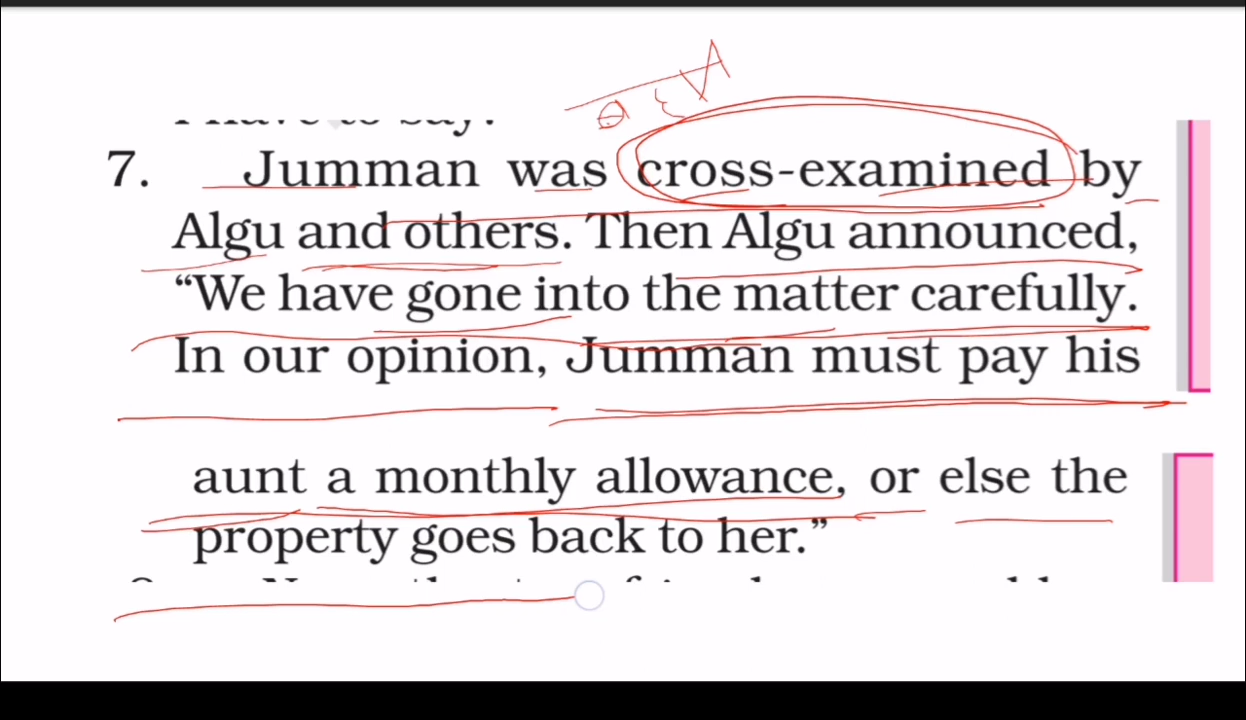 7. Jumman was cross-examined by
Algu and others. Then Algu announced,
“We have gone into the matter carefully.
In our opinion, Jumman must pay his
aunt a monthly allowance, or else the
property goes back to her.”